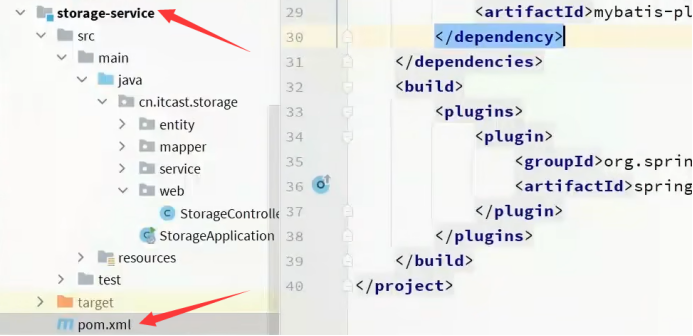 storage-service
src
main
java
cn.itcast.storage
entity
mapper
service
web
StorageControlle
StorageApplication
resources
test
target
pom.xml
29 <artifactId>mybatis-pl
30 </dependency>
31 </dependencies>
32 <build>
33 <plugins>
34 <plugin>
35 <groupId>org.sprin
36 <artifactId>spring
37 </plugin>
38 </plugins>
39 </build>
40 </project>